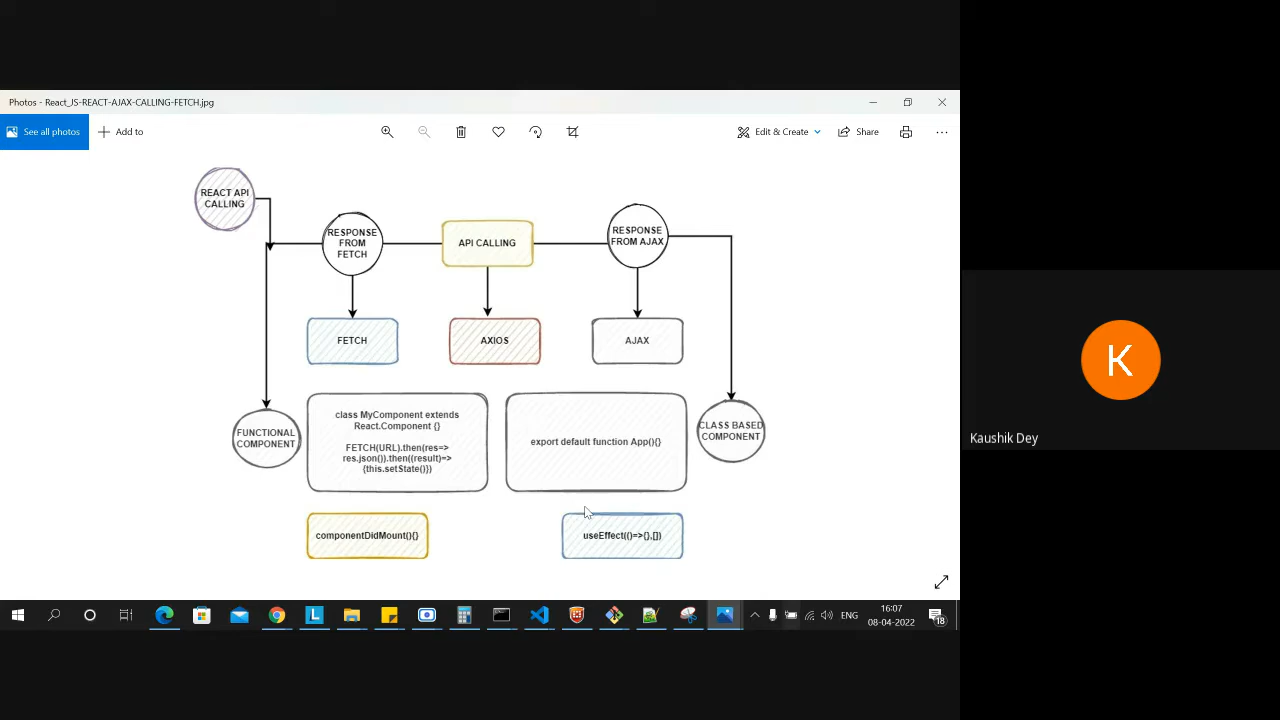 Photos - React_JS-REACT-AJAX-CALLING-FETCH.jpg
See all photos
Add to
Edit & Create
Share
REACT API
CALLING
RESPONSE
FROM
FETCH
API CALLING
RESPONSE
FROM AJAX
FETCH
AXIOS
AJAX
FUNCTIONAL
COMPONENT
class MyComponent extends
React.Component {}
FETCH(URL).then(res=>
res.json()).then((result)=>
{this.setState()})
export default function App(){}
CLASS BASED
COMPONENT
componentDidMount(){}
useEffect(()=>{},[])
K
Kaushik Dey
L
ENG
16:07
08-04-2022
18